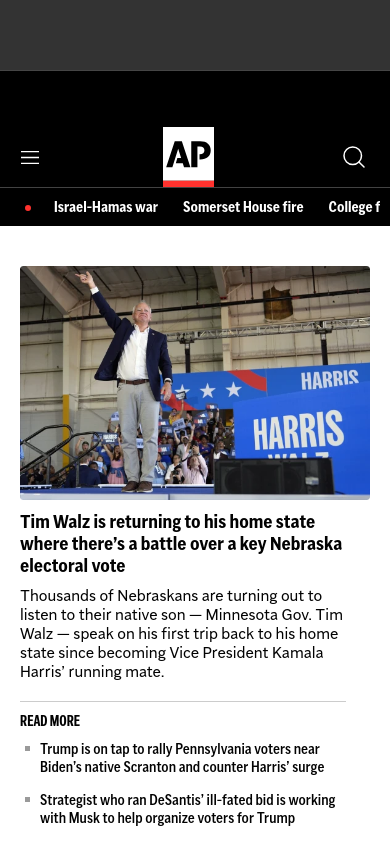 AP
Israel-Hamas war
Somerset House fire
College f
HARRIS
HARRIS
WALZ
Tim Walz is returning to his home state
where there's a battle over a key Nebraska
electoral vote
Thousands of Nebraskans are turning out to
listen to their native son — Minnesota Gov. Tim
Walz — speak on his first trip back to his home
state since becoming Vice President Kamala
Harris' running mate.
READ MORE
Trump is on tap to rally Pennsylvania voters near
Biden's native Scranton and counter Harris' surge
Strategist who ran DeSantis' ill-fated bid is working
with Musk to help organize voters for Trump